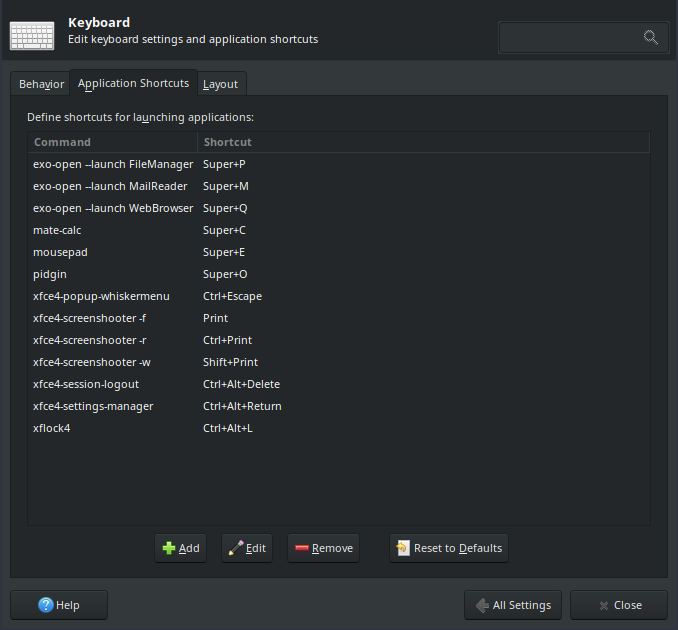 Keyboard
Edit keyboard settings and application shortcuts
Behavior Application Shortcuts Layout
Define shortcuts for launching applications:
Command Shortcut
exo-open --launch FileManager Super+P
exo-open --launch MailReader Super+M
exo-open --launch WebBrowser Super+Q
mate-calc Super+C
mousepad Super+E
pidgin Super+O
xfce4-popup-whiskermenu Ctrl+Escape
xfce4-screenshooter -f Print
xfce4-screenshooter -r Ctrl+Print
xfce4-screenshooter -w Shift+Print
xfce4-session-logout Ctrl+Alt+Delete
xfce4-settings-manager Ctrl+Alt+Return
xflock4 Ctrl+Alt+L
Add Edit Remove Reset to Defaults
Help All Settings Close